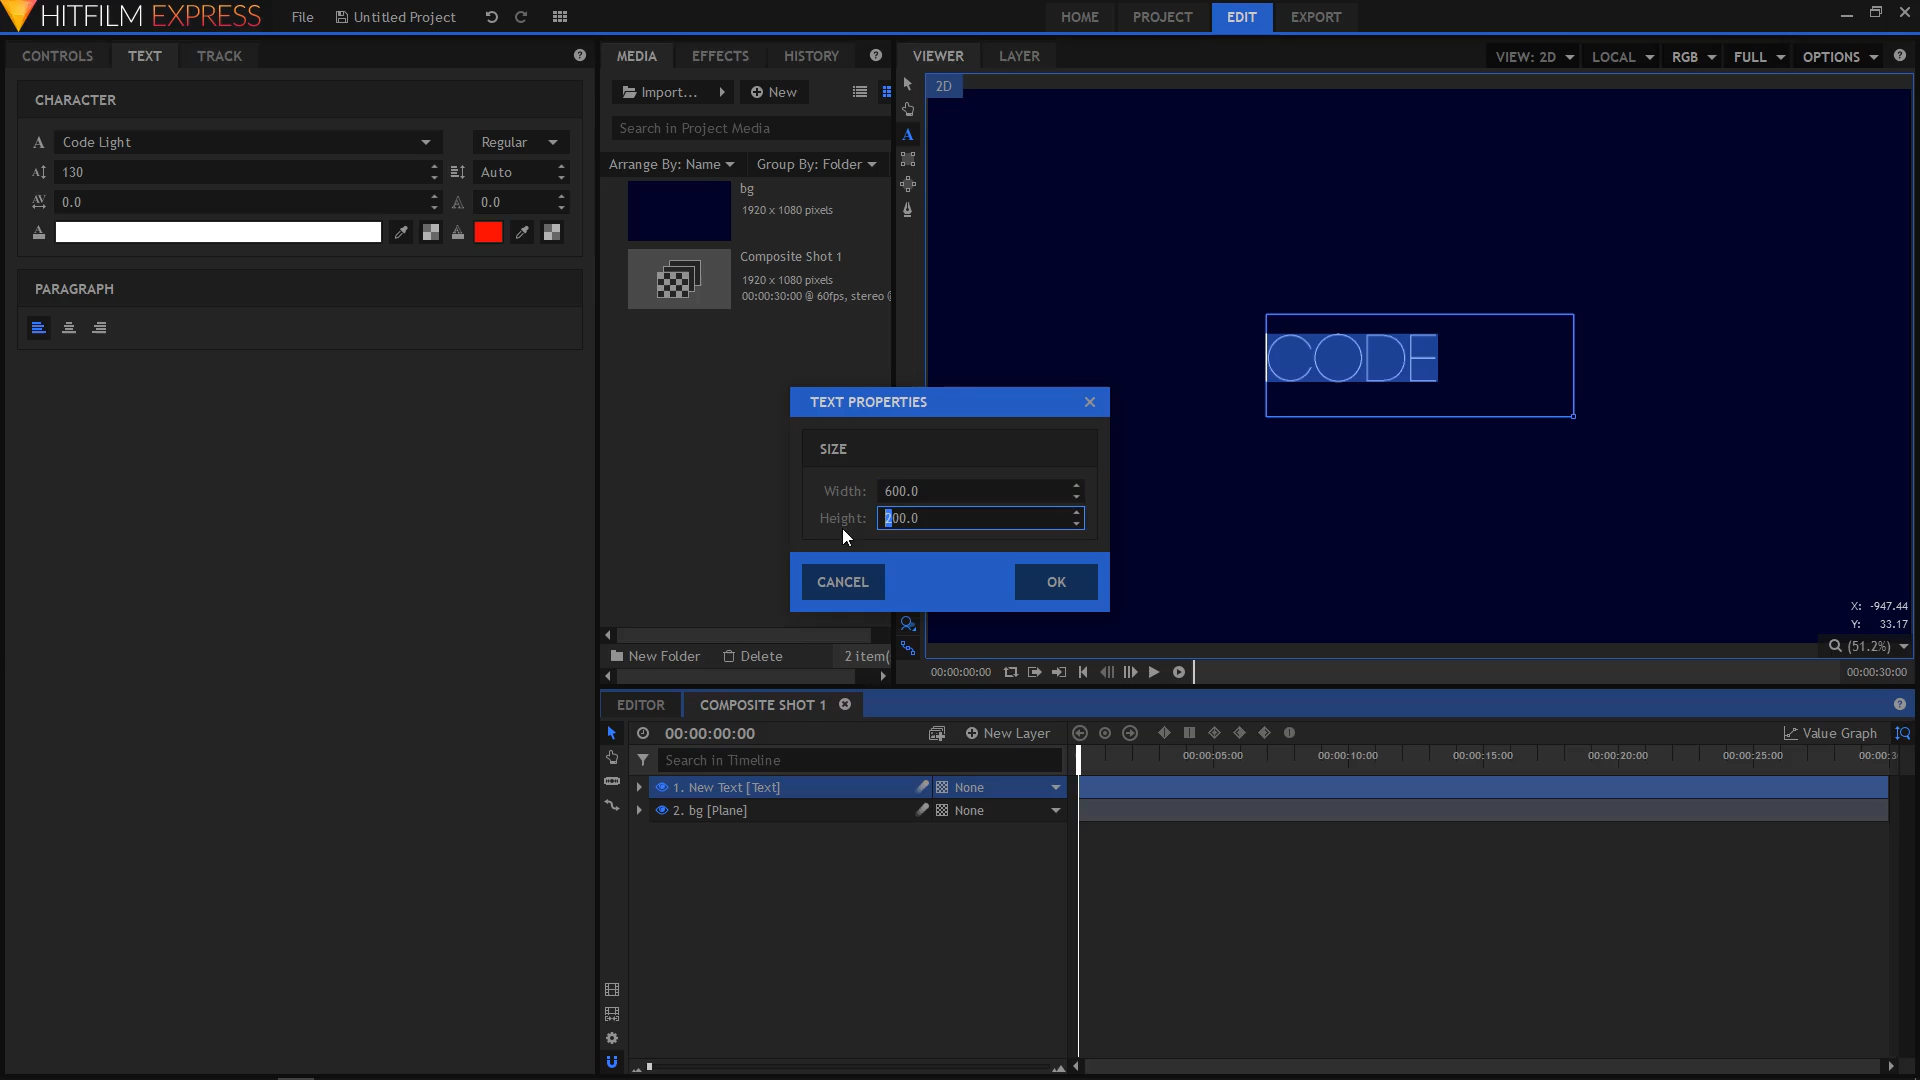 HITFILM EXPRESS
File
Untitled Project
HOME
PROJECT
EDIT
EXPORT
CONTROLS
TEXT
TRACK
MEDIA
EFFECTS
HISTORY
VIEWER
LAYER
VIEW: 2D
LOCAL
RGB
FULL
OPTIONS
CHARACTER
Code Light
Regular
130
Auto
0.0
0.0
PARAGRAPH
Import...
New
Search in Project Media
Arrange By: Name
Group By: Folder
bg
1920 x 1080 pixels
Composite Shot 1
1920 x 1080 pixels
00:00:30:00 @ 60fps, stereo
2D
CODE
TEXT PROPERTIES
SIZE
Width: 600.0
Height: 200.0
CANCEL
OK
X: -947.44
Y: 33.17
(51.2%)
New Folder
Delete
2 item(
00:00:00:00
00:00:30:00
EDITOR
COMPOSITE SHOT 1
00:00:00:00
New Layer
Value Graph
Search in Timeline
00:00:05:00
00:00:10:00
00:00:15:00
00:00:20:00
00:00:25:00
00:00:3
1. New Text [Text]
None
2. bg [Plane]
None